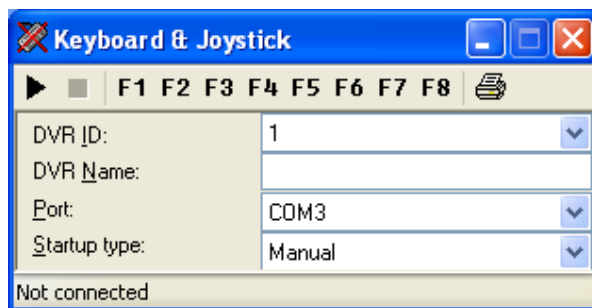 Keyboard & Joystick
F1 F2 F3 F4 F5 F6 F7 F8
DVR ID: 1
DVR Name:
Port: COM3
Startup type: Manual
Not connected